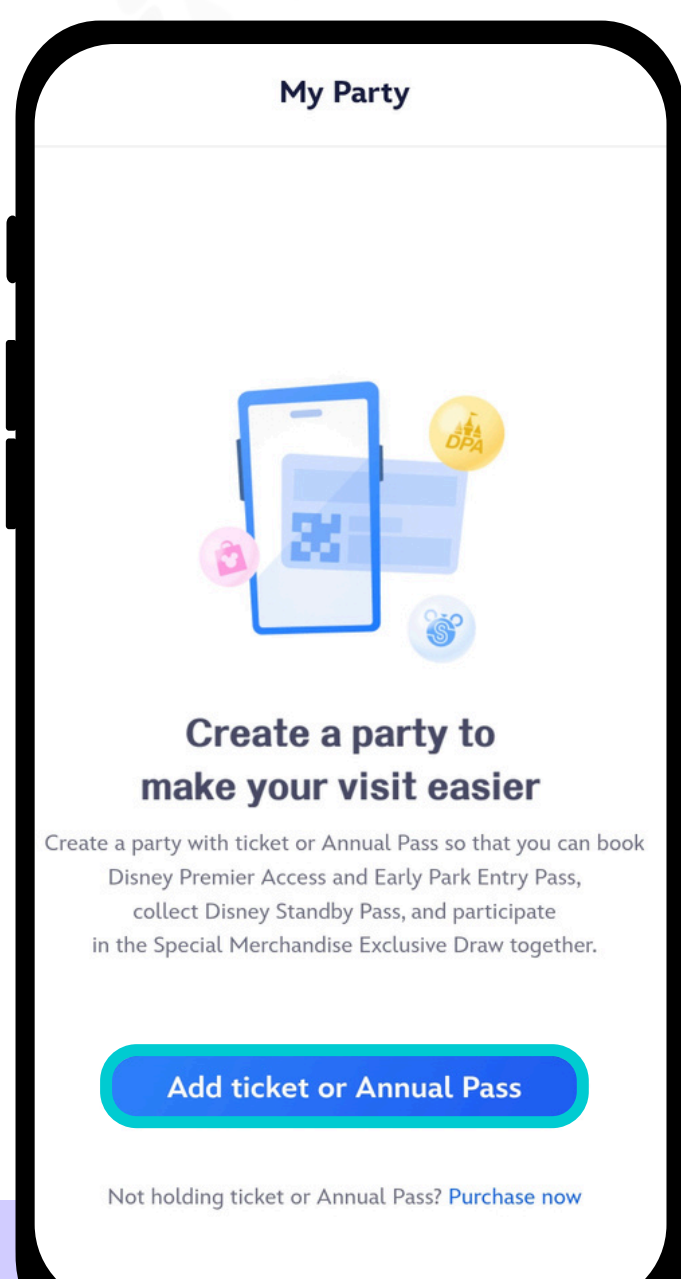 My Party
DPA
S
Create a party to
make your visit easier
Create a party with ticket or Annual Pass so that you can book
Disney Premier Access and Early Park Entry Pass,
collect Disney Standby Pass, and participate
in the Special Merchandise Exclusive Draw together.
Add ticket or Annual Pass
Not holding ticket or Annual Pass? Purchase now